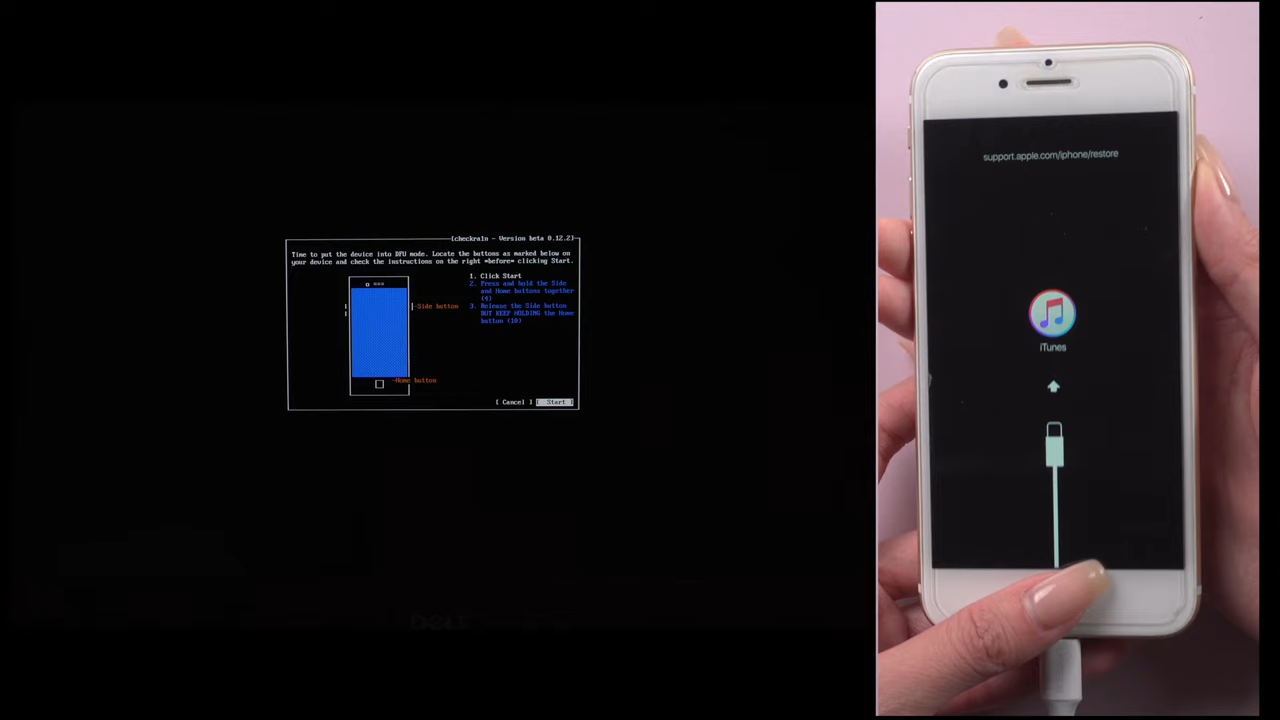 [checkra1n - Version beta 0.12.2]
Time to put the device into DFU mode. Locate the buttons as marked below on
your device and check the instructions on the right *before* clicking Start.
1. Click Start
2. Press and hold the Side
and Home buttons together
(4)
3. Release the Side button
BUT KEEP HOLDING the Home
button (10)
-Side button
-Home button
[ Cancel ] [ Start ]
DELL
support.apple.com/iphone/restore
iTunes